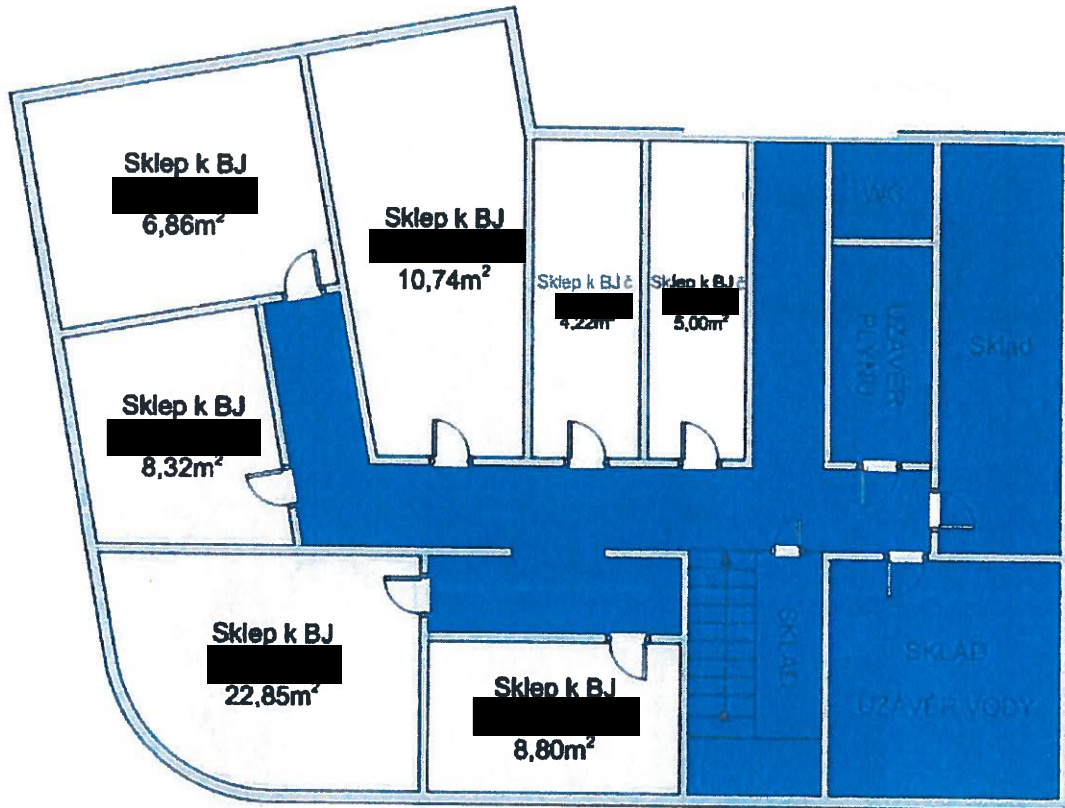 Sklep k BJ
6,86m²
Sklep k BJ
10,74m²
Sklep k BJ č
4,22m²
Sklep k BJ č
5,00m²
WC
UZÁVĚR
PLYNU
Sklad
Sklep k BJ
8,32m²
Sklep k BJ
22,85m²
Sklep k BJ
8,80m²
SKLAD
SKLAD
UZÁVĚR VODY